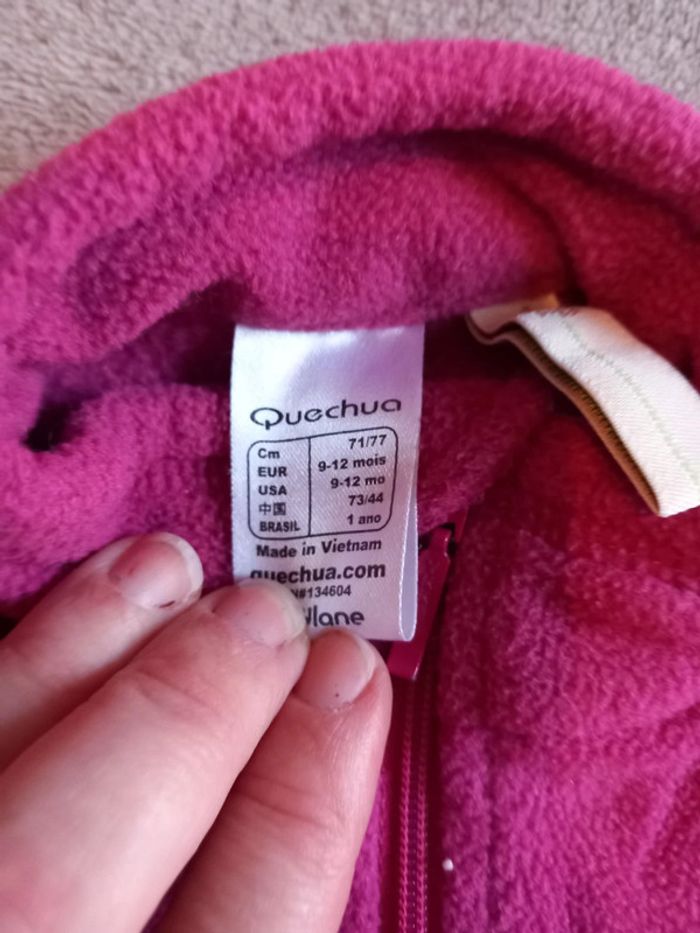 Quechua
Cm 71/77
EUR 9-12 mois
USA 9-12 mo
中国 73/44
BRASIL 1 ano
Made in Vietnam
quechua.com
#134604